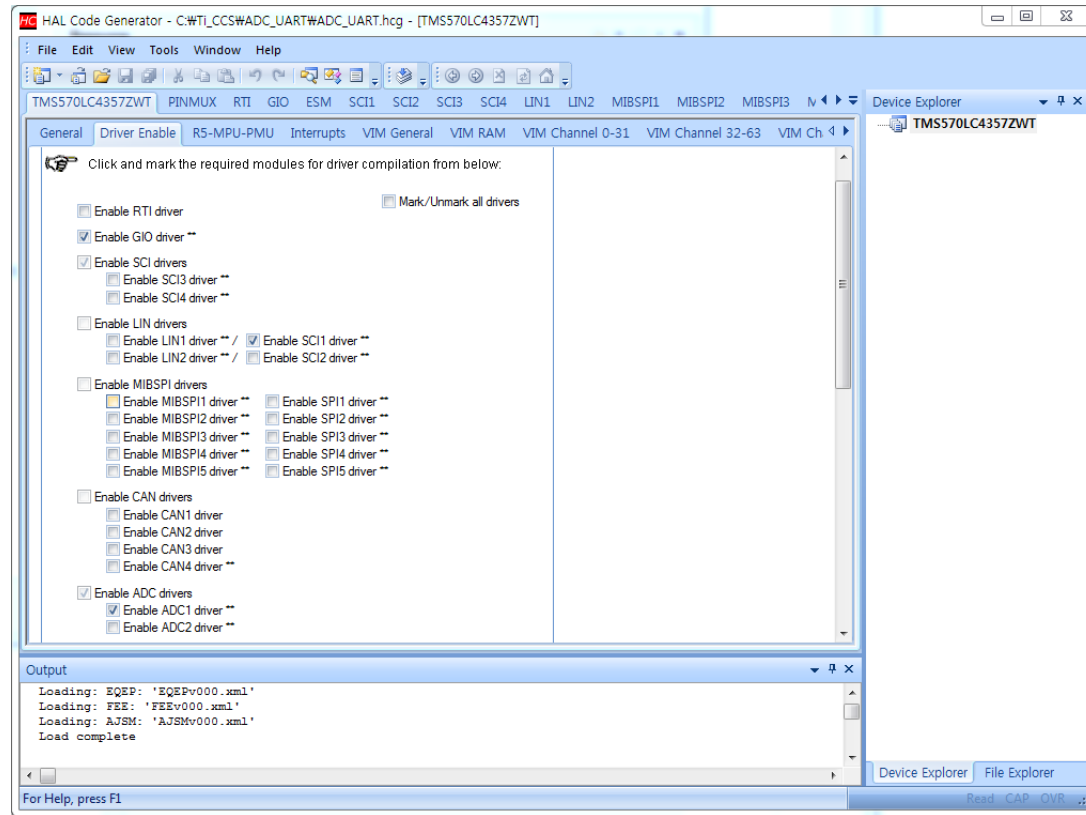 HC HAL Code Generator - C:₩Ti_CCS₩ADC_UART₩ADC_UART.hcg - [TMS570LC4357ZWT]
File Edit View Tools Window Help
TMS570LC4357ZWT PINMUX RTI GIO ESM SCI1 SCI2 SCI3 SCI4 LIN1 LIN2 MIBSPI1 MIBSPI2 MIBSPI3
Device Explorer
TMS570LC4357ZWT
General Driver Enable R5-MPU-PMU Interrupts VIM General VIM RAM VIM Channel 0-31 VIM Channel 32-63 VIM Ch
Click and mark the required modules for driver compilation from below:
Mark/Unmark all drivers
Enable RTI driver
Enable GIO driver **
Enable SCI drivers
Enable SCI3 driver **
Enable SCI4 driver **
Enable LIN drivers
Enable LIN1 driver ** / Enable SCI1 driver **
Enable LIN2 driver ** / Enable SCI2 driver **
Enable MIBSPI drivers
Enable MIBSPI1 driver ** Enable SPI1 driver **
Enable MIBSPI2 driver ** Enable SPI2 driver **
Enable MIBSPI3 driver ** Enable SPI3 driver **
Enable MIBSPI4 driver ** Enable SPI4 driver **
Enable MIBSPI5 driver ** Enable SPI5 driver **
Enable CAN drivers
Enable CAN1 driver
Enable CAN2 driver
Enable CAN3 driver
Enable CAN4 driver **
Enable ADC drivers
Enable ADC1 driver **
Enable ADC2 driver **
Output
Loading: EQEP: 'EQEPv000.xml'
Loading: FEE: 'FEEv000.xml'
Loading: AJSM: 'AJSMv000.xml'
Load complete
Device Explorer File Explorer
For Help, press F1
Read CAP OVR